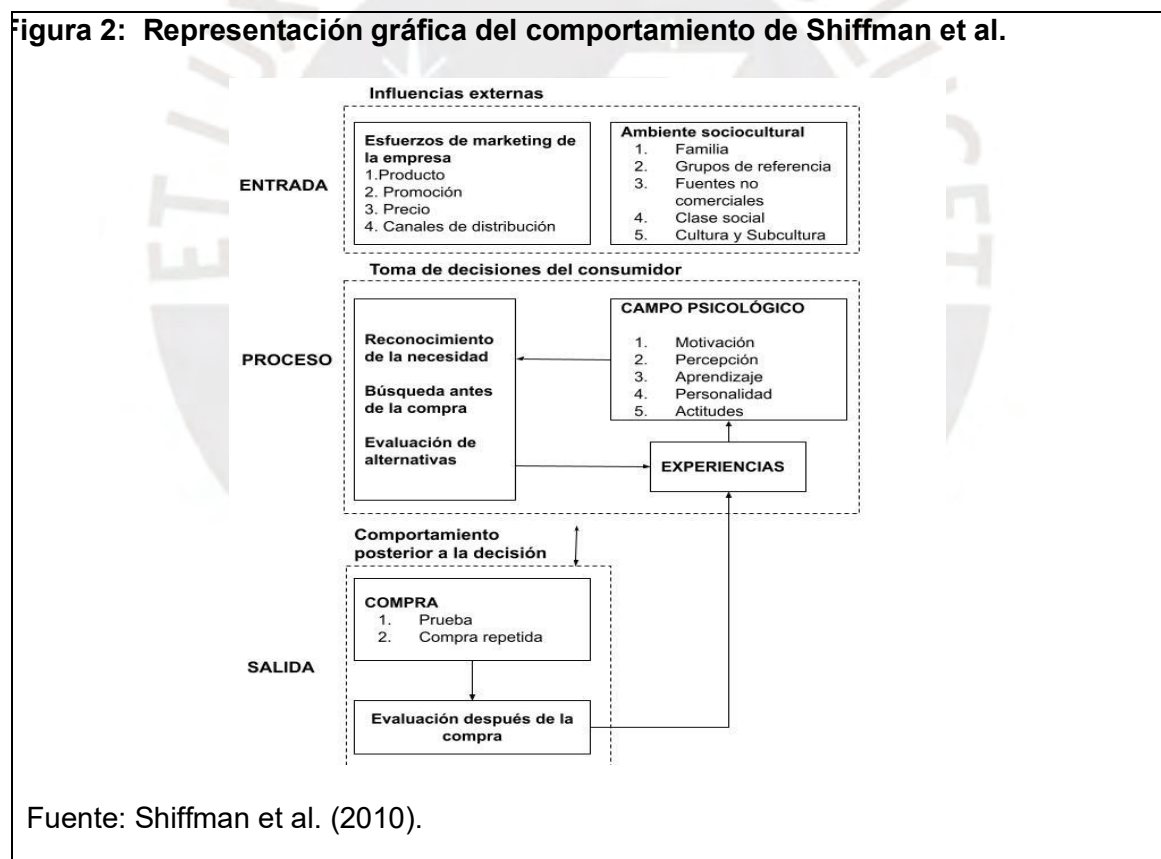 Figura 2: Representación gráfica del comportamiento de Shiffman et al.
Influencias externas
ENTRADA
Esfuerzos de marketing de
la empresa
1.Producto
2. Promoción
3. Precio
4. Canales de distribución
Ambiente sociocultural
1. Familia
2. Grupos de referencia
3. Fuentes no
comerciales
4. Clase social
5. Cultura y Subcultura
Toma de decisiones del consumidor
PROCESO
Reconocimiento
de la necesidad
Búsqueda antes
de la compra
Evaluación de
alternativas
CAMPO PSICOLÓGICO
1. Motivación
2. Percepción
3. Aprendizaje
4. Personalidad
5. Actitudes
EXPERIENCIAS
Comportamiento
posterior a la decisión
SALIDA
COMPRA
1. Prueba
2. Compra repetida
Evaluación después de la
compra
Fuente: Shiffman et al. (2010).